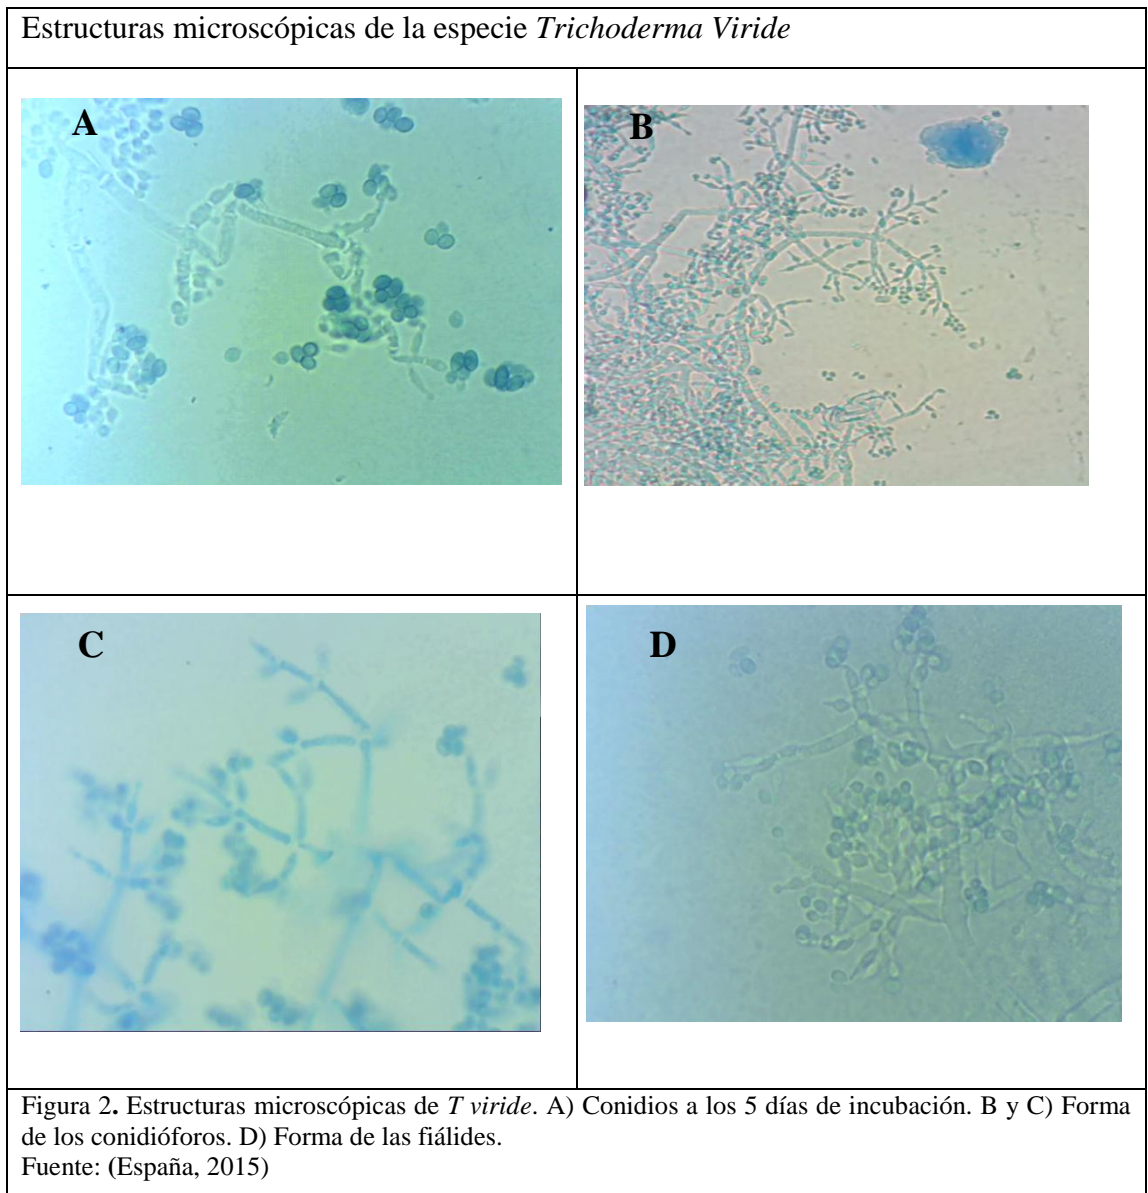 Estructuras microscópicas de la especie Trichoderma Viride
A
B
C
D
Figura 2. Estructuras microscópicas de T viride. A) Conidios a los 5 días de incubación. B y C) Forma
de los conidióforos. D) Forma de las fiálides.
Fuente: (España, 2015)